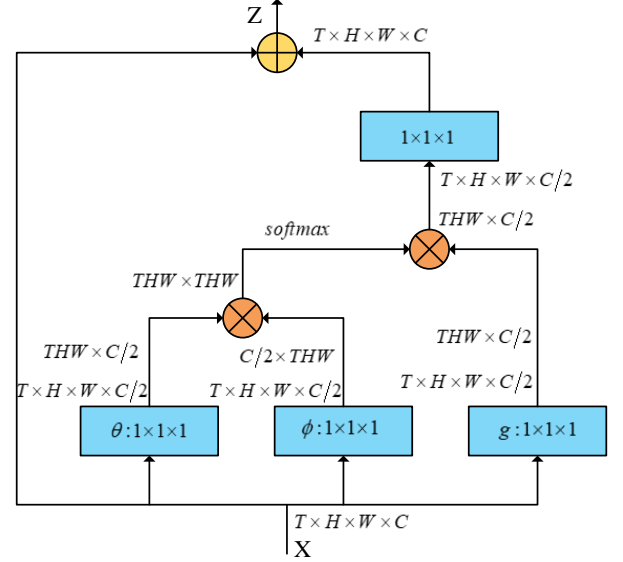 Z
T×H×W×C
1×1×1
T×H×W×C/2
THW×C/2
softmax
THW×THW
THW×C/2
C/2×THW
THW×C/2
T×H×W×C/2
T×H×W×C/2
T×H×W×C/2
θ:1×1×1
ϕ:1×1×1
g:1×1×1
T×H×W×C
X